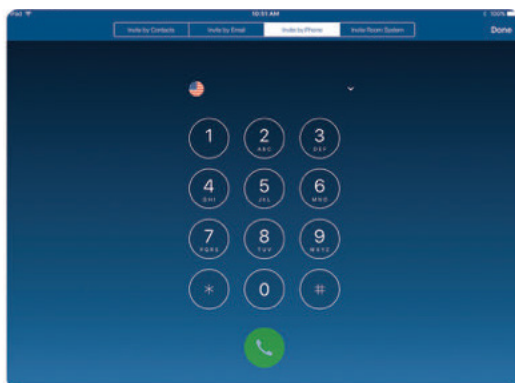 iPad 10:51 AM 100%
Invite by Contacts Invite by Email Invite by Phone Invite Room System Done
1 2 3
ABC DEF
4 5 6
GHI JKL MNO
7 8 9
PQRS TUV WXYZ
* 0 #